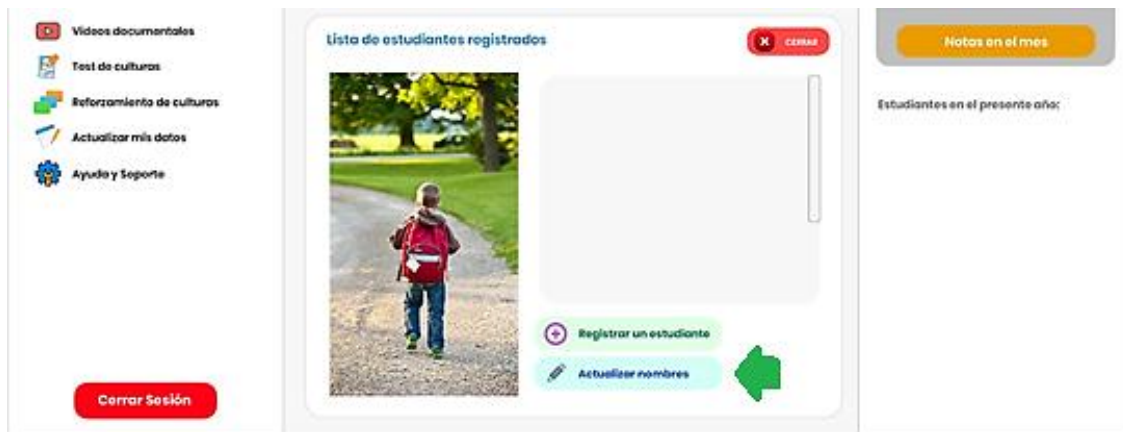 Videos documentales
Test de culturas
Reforzamiento de culturas
Actualizar mis datos
Ayuda y Soporte
Cerrar Sesión
Lista de estudiantes registrados
CERRAR
Registrar un estudiante
Actualizar nombres
Notas en el mes
Estudiantes en el presente año: